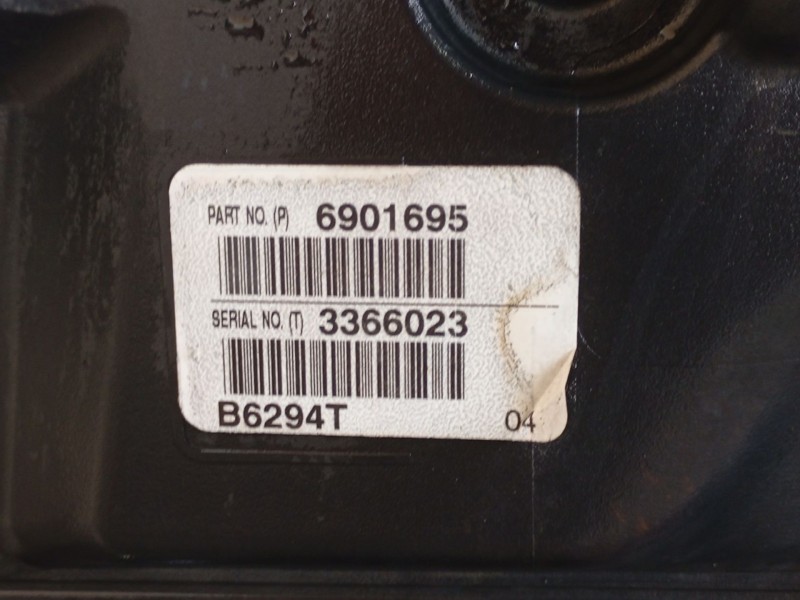 PART NO. (P) 6901695
SERIAL NO. (T) 3366023
B6294T 04